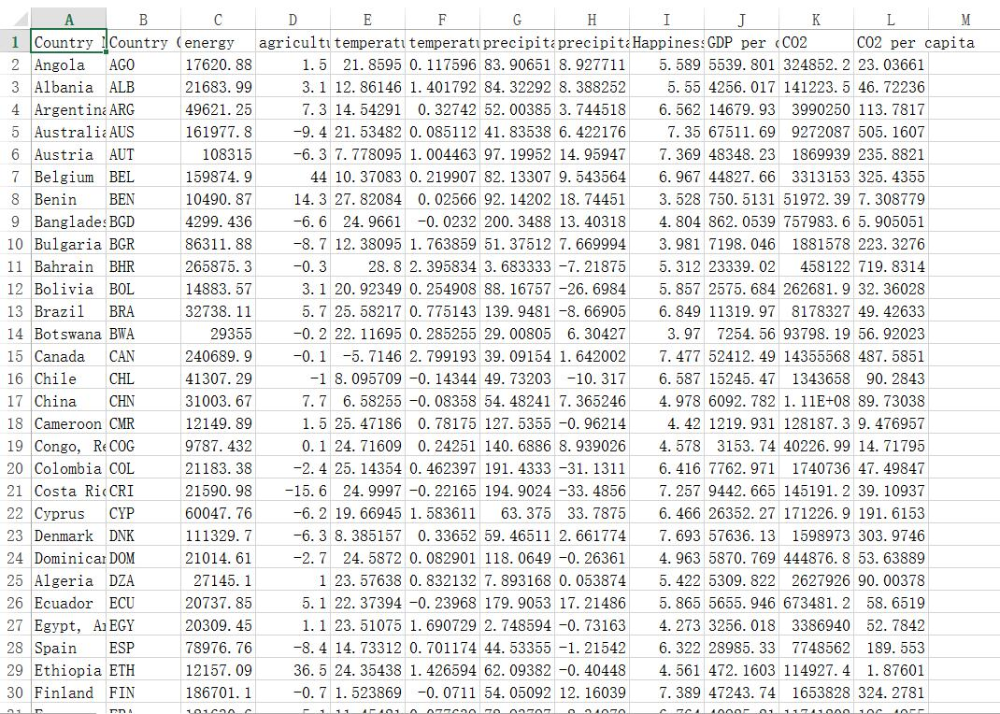 A B C D E F G H I J K L M
1 Country N Country C energy agricultu temperatu temperatu precipita precipita Happiness GDP per c CO2 CO2 per capita
2 Angola AGO 17620.88 1.5 21.8595 0.117596 83.90651 8.927711 5.589 5539.801 324852.2 23.03661
3 Albania ALB 21683.99 3.1 12.86146 1.401792 84.32292 8.388252 5.55 4256.017 141223.5 46.72236
4 Argentina ARG 49621.25 7.3 14.54291 0.32742 52.00385 3.744518 6.562 14679.93 3990250 113.7817
5 Australia AUS 161977.8 -9.4 21.53482 0.085112 41.83538 6.422176 7.35 67511.69 9272087 505.1607
6 Austria AUT 108315 -6.3 7.778095 1.004463 97.19952 14.95947 7.369 48348.23 1869939 235.8821
7 Belgium BEL 159874.9 44 10.37083 0.219907 82.13307 9.543564 6.967 44827.66 3313153 325.4355
8 Benin BEN 10490.87 14.3 27.82084 0.02566 92.14202 18.74451 3.528 750.5131 51972.39 7.308779
9 Banglades BGD 4299.436 -6.6 24.9661 -0.0232 200.3488 13.40318 4.804 862.0539 757983.6 5.905051
10 Bulgaria BGR 86311.88 -8.7 12.38095 1.763859 51.37512 7.669994 3.981 7198.046 1881578 223.3276
11 Bahrain BHR 265875.3 -0.3 28.8 2.395834 3.683333 -7.21875 5.312 23339.02 458122 719.8314
12 Bolivia BOL 14883.57 3.1 20.92349 0.254908 88.16757 -26.6984 5.857 2575.684 262681.9 32.36028
13 Brazil BRA 32738.11 5.7 25.58217 0.775143 139.9481 -8.66905 6.849 11319.97 8178327 49.42633
14 Botswana BWA 29355 -0.2 22.11695 0.285255 29.00805 6.30427 3.97 7254.56 93798.19 56.92023
15 Canada CAN 240689.9 -0.1 -5.7146 2.799193 39.09154 1.642002 7.477 52412.49 14355568 487.5851
16 Chile CHL 41307.29 -1 8.095709 -0.14344 49.73203 -10.317 6.587 15245.47 1343658 90.2843
17 China CHN 31003.67 7.7 6.58255 -0.08358 54.48241 7.365246 4.978 6092.782 1.11E+08 89.73038
18 Cameroon CMR 12149.89 1.5 25.47186 0.78175 127.5355 -0.96214 4.42 1219.931 128187.3 9.476957
19 Congo, Re COG 9787.432 0.1 24.71609 0.24251 140.6886 8.939026 4.578 3153.74 40226.99 14.71795
20 Colombia COL 21183.38 -2.4 25.14354 0.462397 191.4333 -31.1311 6.416 7762.971 1740736 47.49847
21 Costa Ric CRI 21590.98 -15.6 24.9997 -0.22165 194.9024 -33.4856 7.257 9442.665 145191.2 39.10937
22 Cyprus CYP 60047.76 -6.2 19.66945 1.583611 63.375 33.7875 6.466 26352.27 171226.9 191.6153
23 Denmark DNK 111329.7 -6.3 8.385157 0.33652 59.46511 2.661774 7.693 57636.13 1598973 303.9746
24 Dominican DOM 21014.61 -2.7 24.5872 0.082901 118.0649 -0.26361 4.963 5870.769 444876.8 53.63889
25 Algeria DZA 27145.1 1 23.57638 0.832132 7.893168 0.053874 5.422 5309.822 2627926 90.00378
26 Ecuador ECU 20737.85 5.1 22.37394 -0.23968 179.9053 17.21486 5.865 5655.946 673481.2 58.6519
27 Egypt, Ar EGY 20309.45 1.1 23.51075 1.690729 2.748594 -0.73163 4.273 3256.018 3386940 52.7842
28 Spain ESP 78976.76 -8.4 14.73312 0.701174 44.53355 -1.21542 6.322 28985.33 7748562 189.553
29 Ethiopia ETH 12157.09 36.5 24.35438 1.426594 62.09382 -0.40448 4.561 472.1603 114927.4 1.87601
30 Finland FIN 186701.1 -0.7 1.523869 -0.0711 54.05092 12.16039 7.389 47243.74 1653828 324.2781